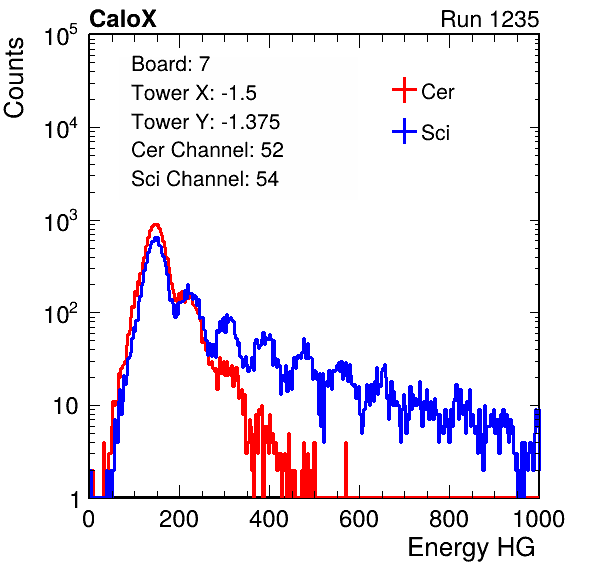 CaloX
Run 1235
Counts
10^5
10^4
10^3
10^2
10
1
Board: 7
Tower X: -1.5
Tower Y: -1.375
Cer Channel: 52
Sci Channel: 54
Cer
Sci
0 200 400 600 800 1000
Energy HG